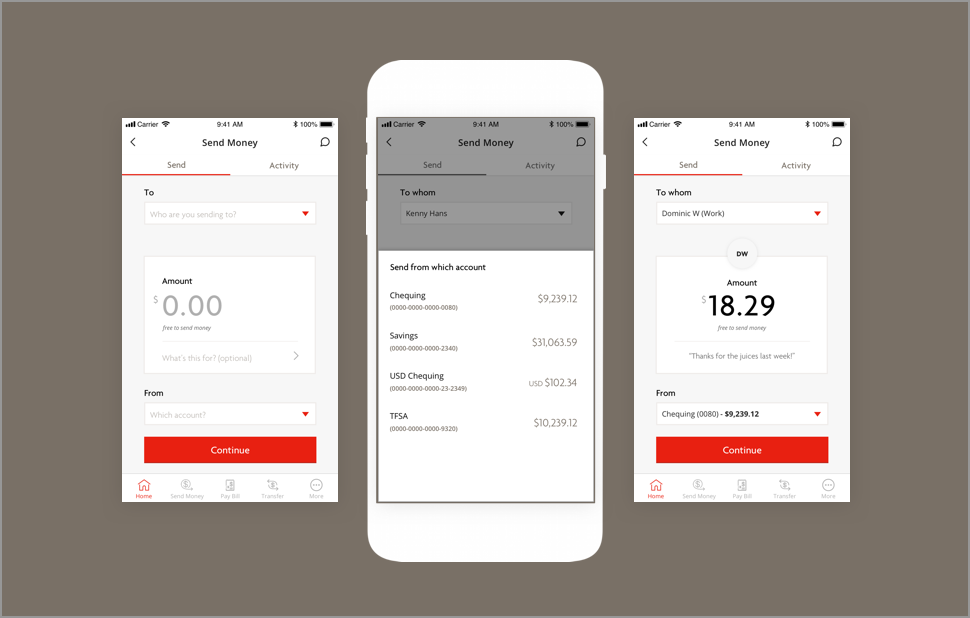 Carrier 9:41 AM 100%
Send Money
Send Activity
To
Who are you sending to?
Amount
$ 0.00
free to send money
What's this for? (optional)
From
Which account?
Continue
Home Send Money Pay Bill Transfer More
Carrier 9:41 AM 100%
Send Money
Send Activity
To whom
Kenny Hans
Send from which account
Chequing $9,239.12
(0000-0000-0000-0080)
Savings $31,063.59
(0000-0000-0000-2340)
USD Chequing USD $102.34
(0000-0000-0000-23-2349)
TFSA $10,239.12
(0000-0000-0000-9320)
Carrier 9:41 AM 100%
Send Money
Send Activity
To whom
Dominic W (Work)
DW
Amount
$18.29
free to send money
"Thanks for the juices last week!"
From
Chequing (0080) - $9,239.12
Continue
Home Send Money Pay Bill Transfer More